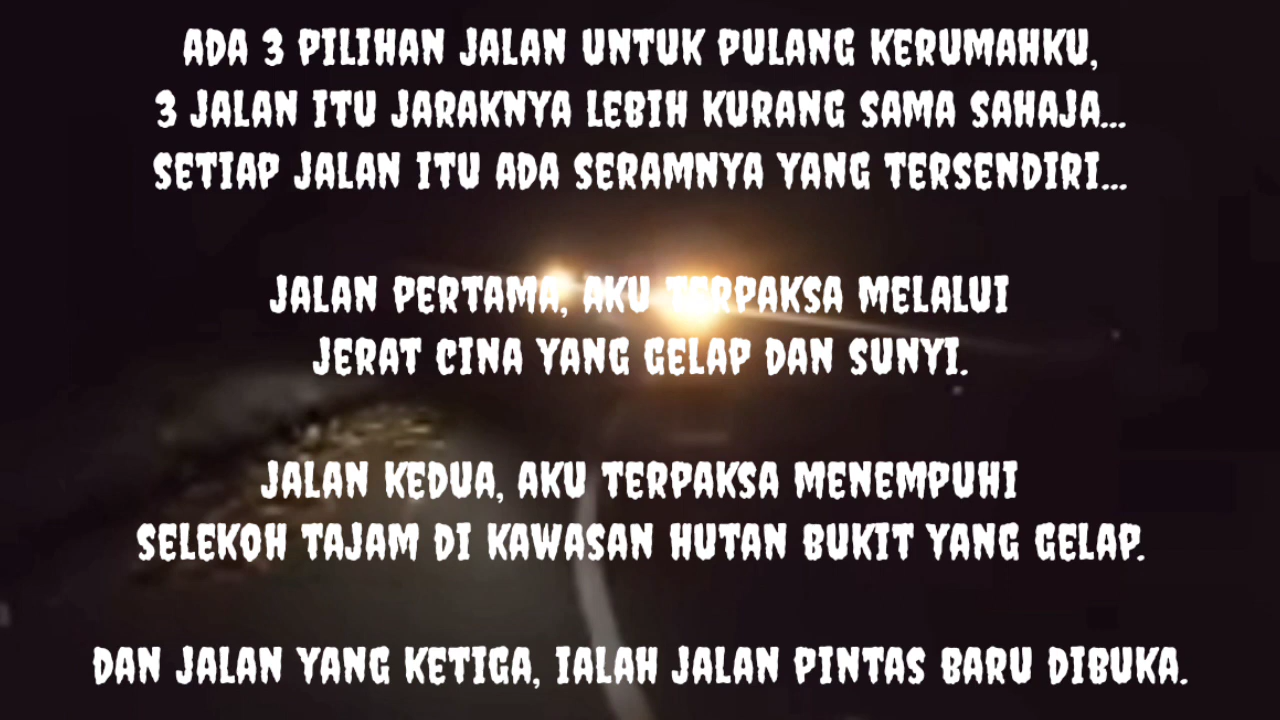 ADA 3 PILIHAN JALAN UNTUK PULANG KERUMAHKU,
3 JALAN ITU JARAKNYA LEBIH KURANG SAMA SAHAJA...
SETIAP JALAN ITU ADA SERAMNYA YANG TERSENDIRI...
JALAN PERTAMA, AKU TERPAKSA MELALUI
JERAT CINA YANG GELAP DAN SUNYI.
JALAN KEDUA, AKU TERPAKSA MENEMPUHI
SELEKOH TAJAM DI KAWASAN HUTAN BUKIT YANG GELAP.
DAN JALAN YANG KETIGA, IALAH JALAN PINTAS BARU DIBUKA.